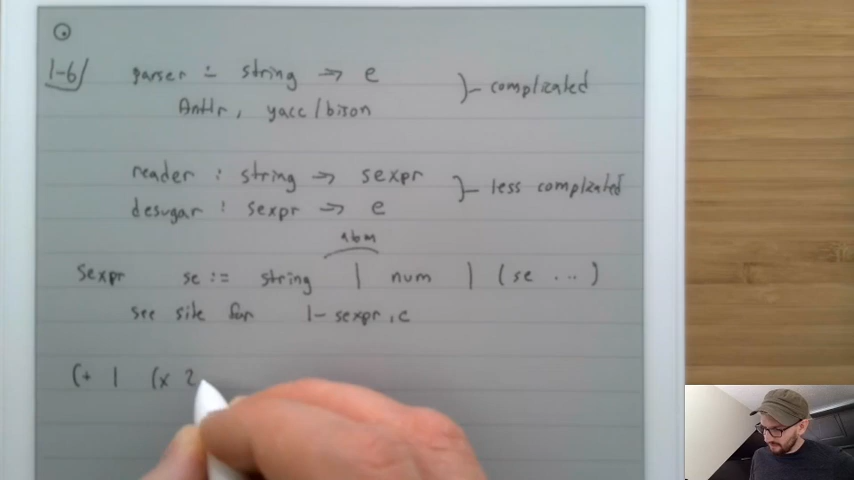 1-6/ parser : string → e }- complicated
Antlr, yacc/bison
reader : string → sexpr }- less complicated
desugar : sexpr → e
atom
sexpr se := string | num | (se ...)
see site for 1-sexpr.c
(+ 1 (x 2